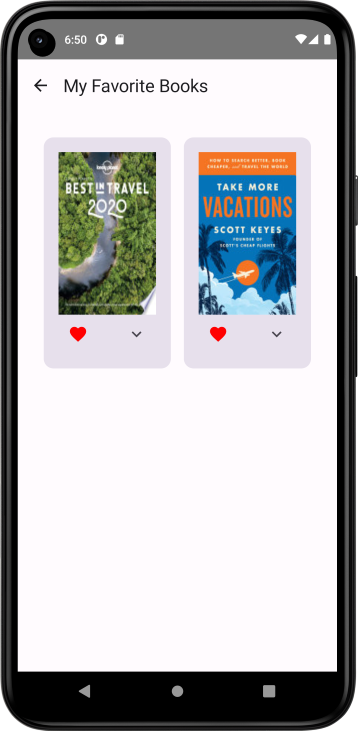 6:50
My Favorite Books
lonely planet
BEST IN TRAVEL
2020
HOW TO SEARCH BETTER, BOOK
CHEAPER, and TRAVEL THE WORLD
TAKE MORE
VACATIONS
SCOTT KEYES
FOUNDER OF
SCOTT'S CHEAP FLIGHTS